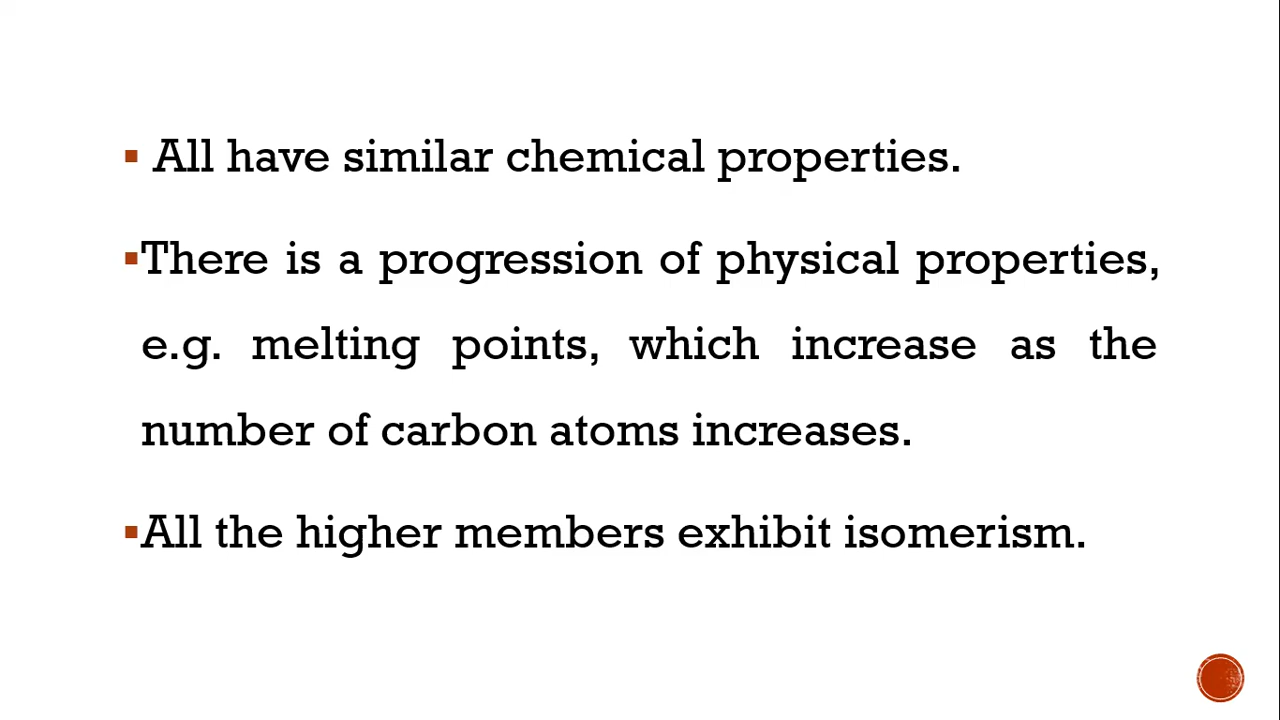 ▪ All have similar chemical properties.
▪There is a progression of physical properties,
e.g. melting points, which increase as the
number of carbon atoms increases.
▪All the higher members exhibit isomerism.